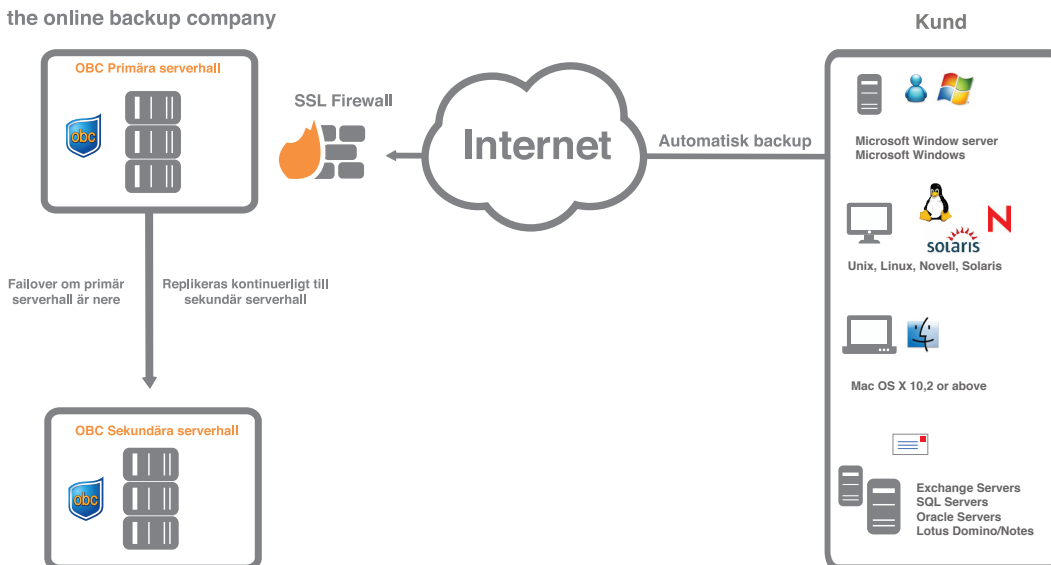 the online backup company
Kund
OBC Primära serverhall
obc
SSL Firewall
Internet
Automatisk backup
Microsoft Window server
Microsoft Windows
solaris
N
Unix, Linux, Novell, Solaris
Failover om primär
serverhall är nere
Replikeras kontinuerligt till
sekundär serverhall
Mac OS X 10,2 or above
OBC Sekundära serverhall
obc
Exchange Servers
SQL Servers
Oracle Servers
Lotus Domino/Notes